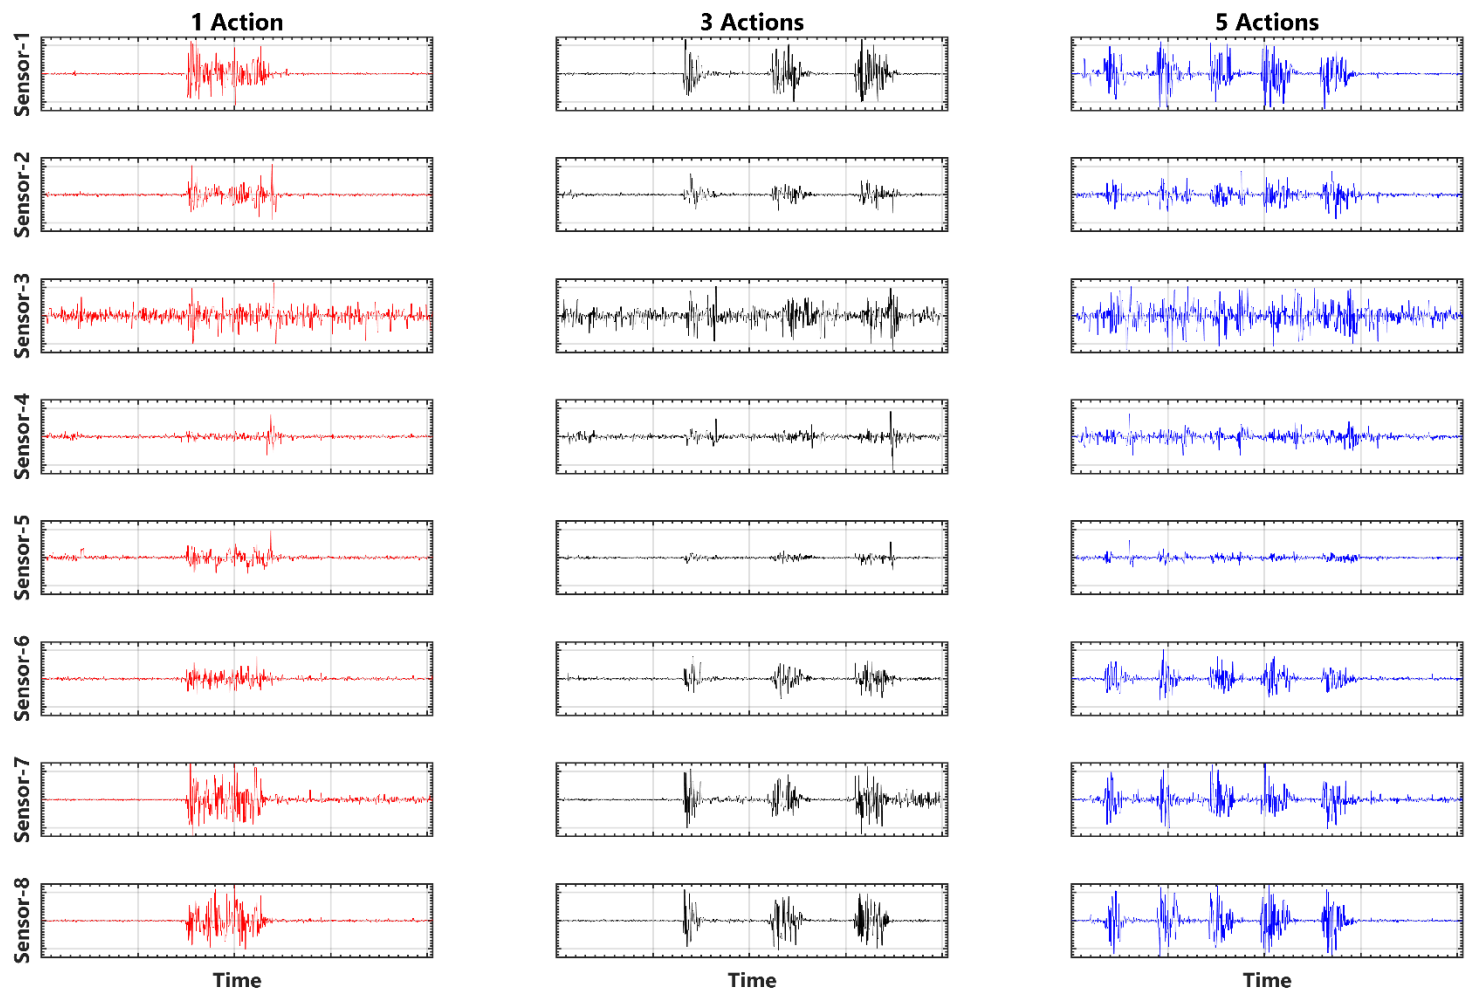 1 Action
3 Actions
5 Actions
Sensor-1
Sensor-2
Sensor-3
Sensor-4
Sensor-5
Sensor-6
Sensor-7
Sensor-8
Time
Time
Time